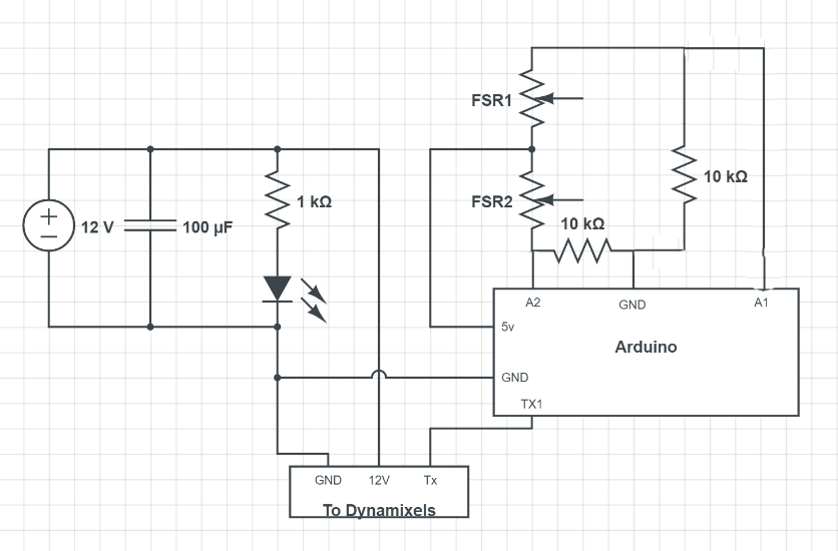 FSR1
10 kΩ
FSR2
10 kΩ
12 V
100 µF
1 kΩ
A2
GND
A1
5v
Arduino
GND
TX1
GND
12V
Tx
To Dynamixels